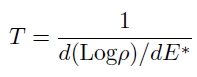 T = 1 / d(Logρ)/dE*